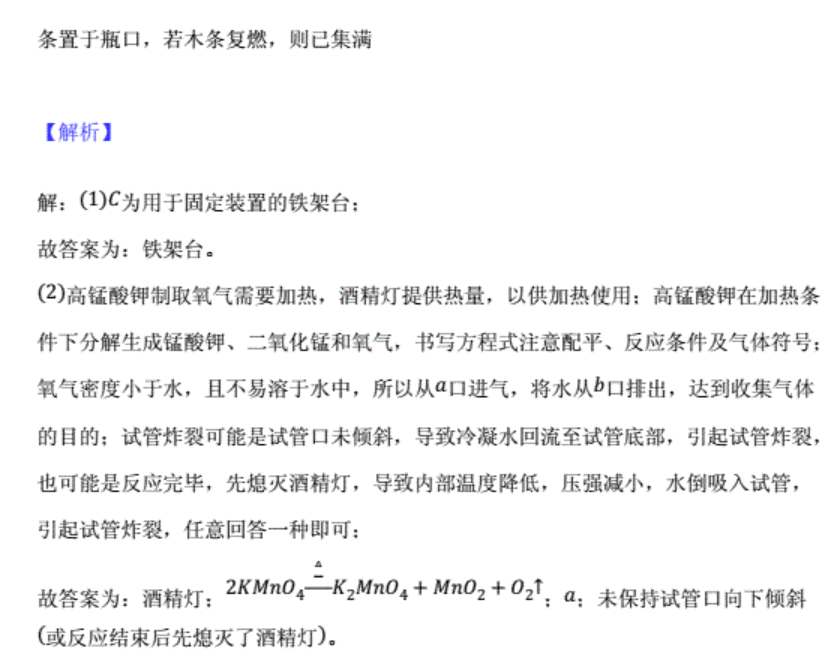 条置于瓶口，若木条复燃，则已集满
【解析】
解：(1)C为用于固定装置的铁架台；
故答案为：铁架台。
(2)高锰酸钾制取氧气需要加热，酒精灯提供热量，以供加热使用；高锰酸钾在加热条
件下分解生成锰酸钾、二氧化锰和氧气，书写方程式注意配平、反应条件及气体符号；
氧气密度小于水，且不易溶于水中，所以从a口进气，将水从b口排出，达到收集气体
的目的；试管炸裂可能是试管口未倾斜，导致冷凝水回流至试管底部，引起试管炸裂，
也可能是反应完毕，先熄灭酒精灯，导致内部温度降低，压强减小，水倒吸入试管，
引起试管炸裂，任意回答一种即可；
故答案为：酒精灯；2KMnO₄ ≜ K₂MnO₄ + MnO₂ + O₂↑；a；未保持试管口向下倾斜
(或反应结束后先熄灭了酒精灯)。